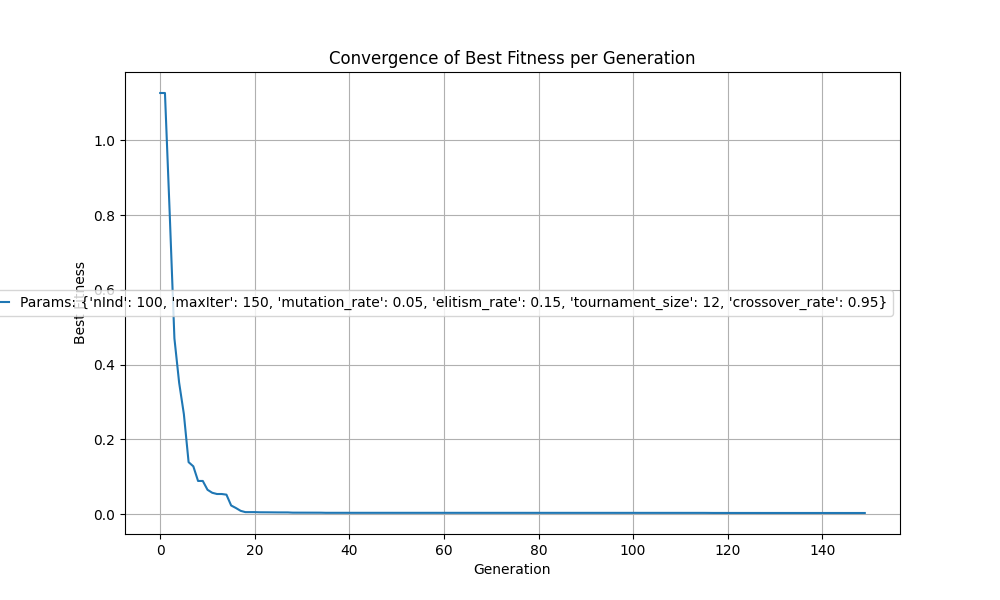 Convergence of Best Fitness per Generation
1.0
0.8
0.6
0.4
0.2
0.0
Best Fitness
Params: {'nInd': 100, 'maxIter': 150, 'mutation_rate': 0.05, 'elitism_rate': 0.15, 'tournament_size': 12, 'crossover_rate': 0.95}
0 20 40 60 80 100 120 140
Generation